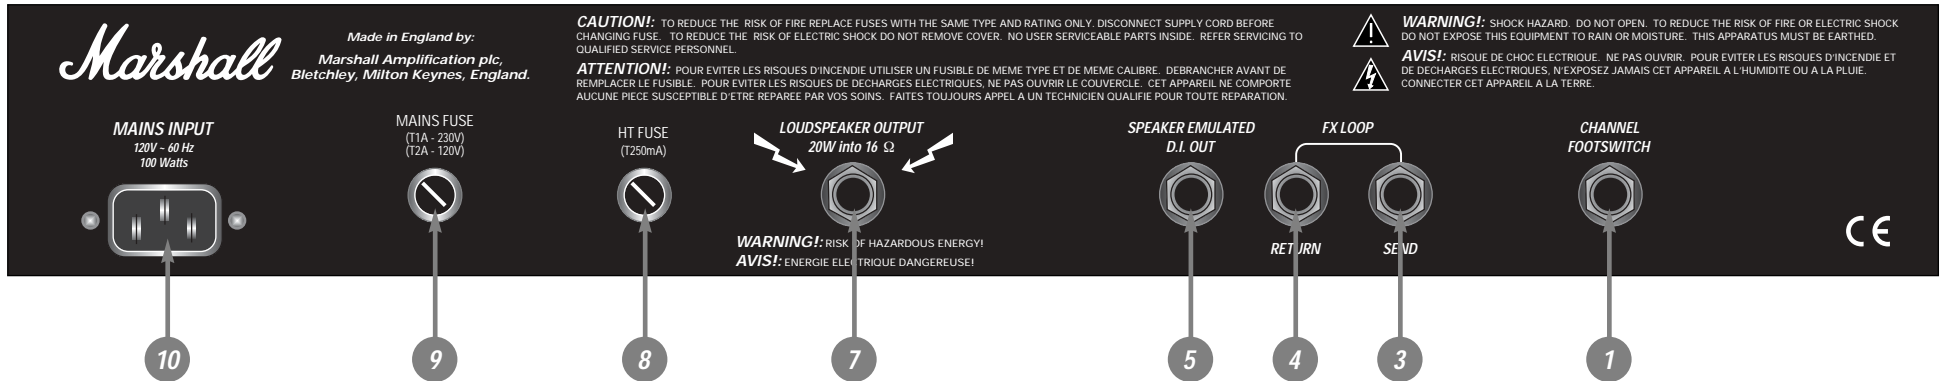 Marshall
Made in England by:
Marshall Amplification plc,
Bletchley, Milton Keynes, England.
CAUTION!: TO REDUCE THE RISK OF FIRE REPLACE FUSES WITH THE SAME TYPE AND RATING ONLY. DISCONNECT SUPPLY CORD BEFORE
CHANGING FUSE. TO REDUCE THE RISK OF ELECTRIC SHOCK DO NOT REMOVE COVER. NO USER SERVICEABLE PARTS INSIDE. REFER SERVICING TO
QUALIFIED SERVICE PERSONNEL.
ATTENTION!: POUR EVITER LES RISQUES D'INCENDIE UTILISER UN FUSIBLE DE MEME TYPE ET DE MEME CALIBRE. DEBRANCHER AVANT DE
REMPLACER LE FUSIBLE. POUR EVITER LES RISQUES DE DECHARGES ELECTRIQUES, NE PAS OUVRIR LE COUVERCLE. CET APPAREIL NE COMPORTE
AUCUNE PIECE SUSCEPTIBLE D'ETRE REPAREE PAR VOS SOINS. FAITES TOUJOURS APPEL A UN TECHNICIEN QUALIFIE POUR TOUTE REPARATION.
WARNING!: SHOCK HAZARD. DO NOT OPEN. TO REDUCE THE RISK OF FIRE OR ELECTRIC SHOCK
DO NOT EXPOSE THIS EQUIPMENT TO RAIN OR MOISTURE. THIS APPARATUS MUST BE EARTHED.
AVIS!: RISQUE DE CHOC ELECTRIQUE. NE PAS OUVRIR. POUR EVITER LES RISQUES D'INCENDIE ET
DE DECHARGES ELECTRIQUES, N'EXPOSEZ JAMAIS CET APPAREIL A L'HUMIDITE OU A LA PLUIE.
CONNECTER CET APPAREIL A LA TERRE.
MAINS INPUT
120V ~ 60 Hz
100 Watts
MAINS FUSE
(T1A - 230V)
(T2A - 120V)
HT FUSE
(T250mA)
LOUDSPEAKER OUTPUT
20W into 16 Ω
WARNING!: RISK OF HAZARDOUS ENERGY!
AVIS!: ENERGIE ELECTRIQUE DANGEREUSE!
SPEAKER EMULATED
D.I. OUT
FX LOOP
RETURN
SEND
CHANNEL
FOOTSWITCH
CE
10
9
8
7
5
4
3
1